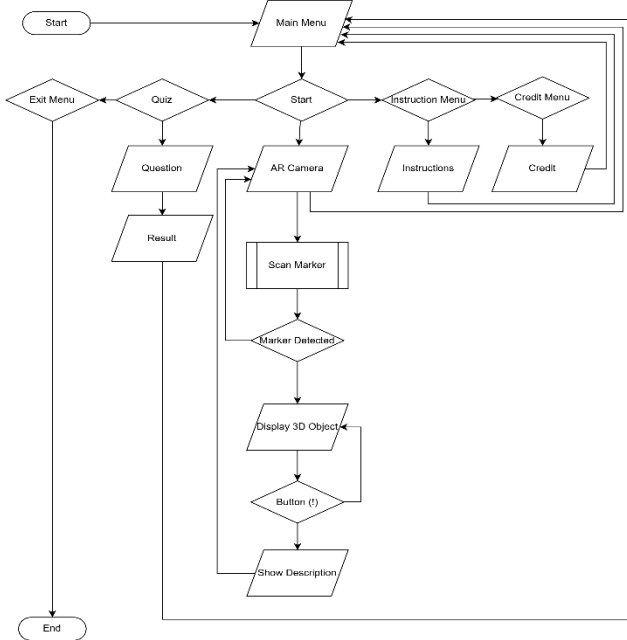 Start
Main Menu
Exit Menu
Quiz
Start
Instruction Menu
Credit Menu
Question
AR Camera
Instructions
Credit
Result
Scan Marker
Marker Detected
Display 3D Object
Button (!)
Show Description
End